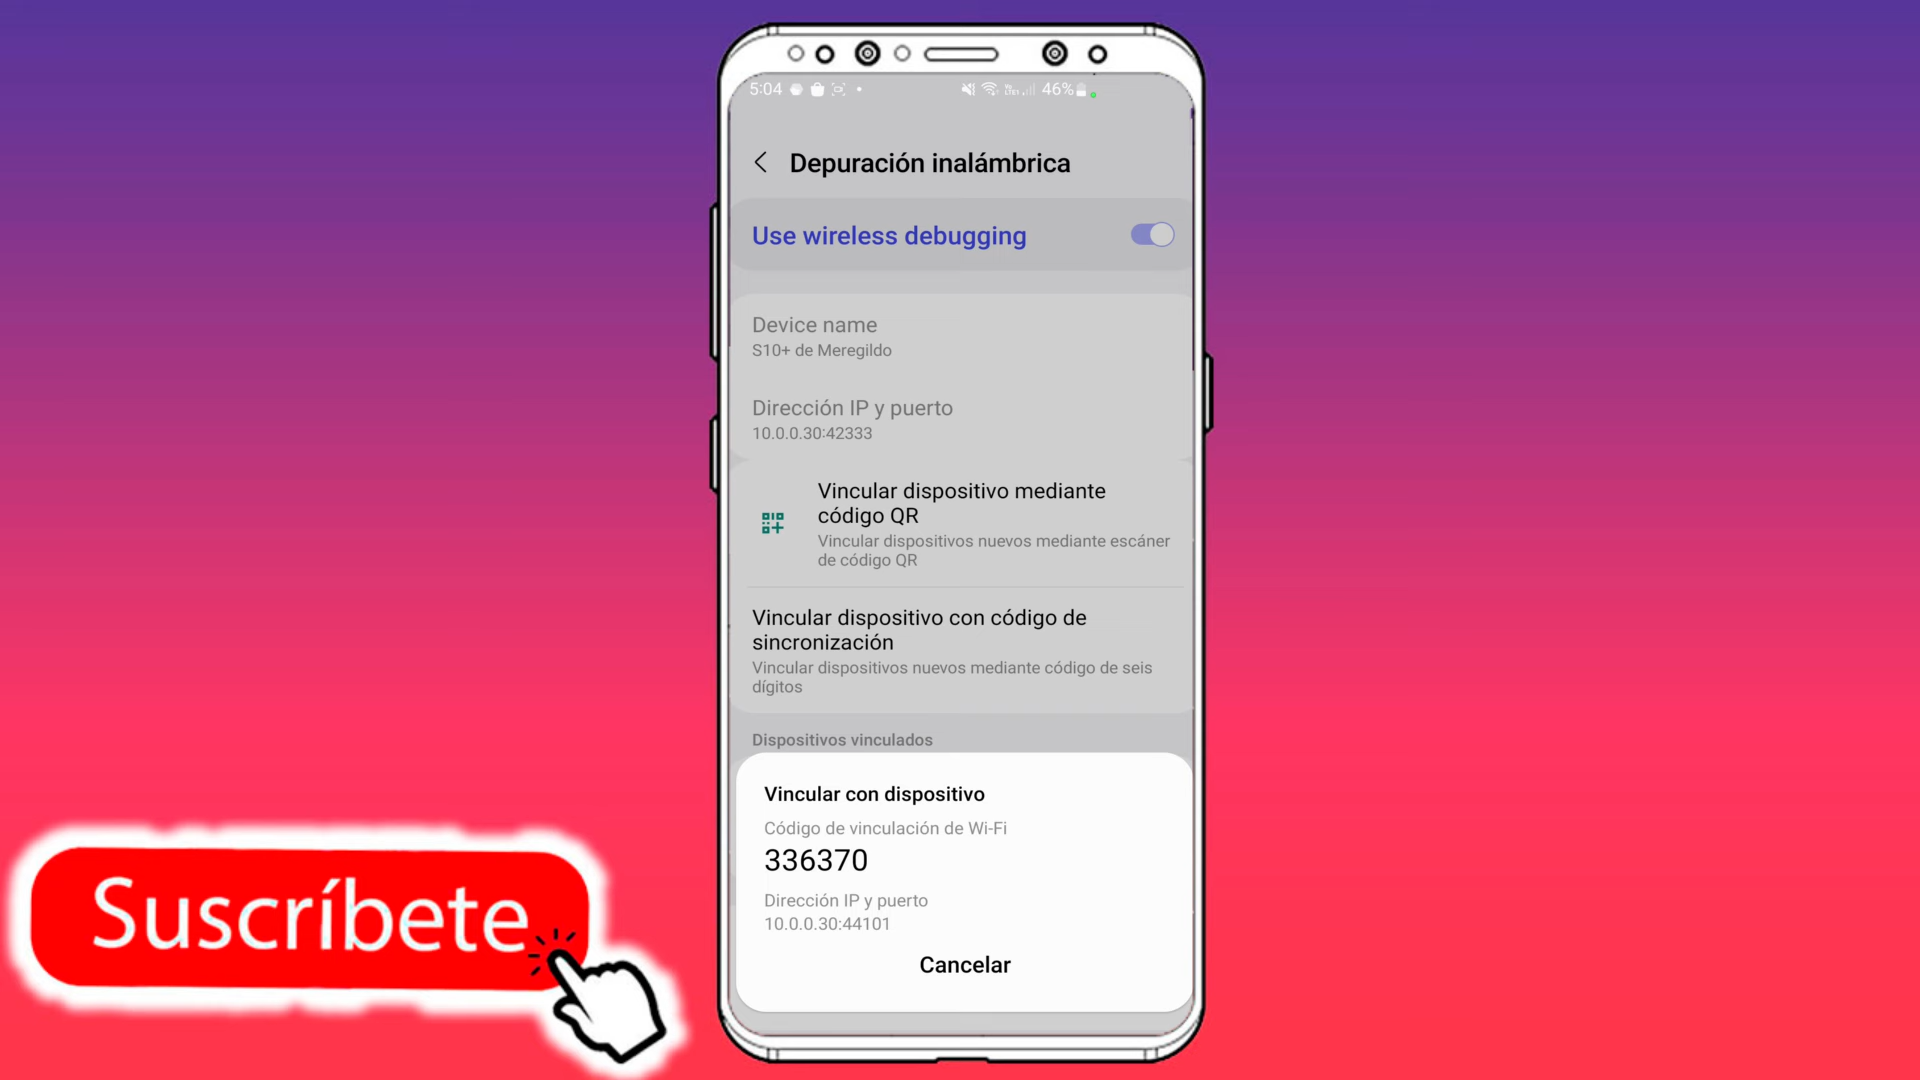 5:04
46%
Depuración inalámbrica
Use wireless debugging
Device name
S10+ de Meregildo
Dirección IP y puerto
10.0.0.30:42333
Vincular dispositivo mediante
código QR
Vincular dispositivos nuevos mediante escáner
de código QR
Vincular dispositivo con código de
sincronización
Vincular dispositivos nuevos mediante código de seis
dígitos
Dispositivos vinculados
Vincular con dispositivo
Código de vinculación de Wi-Fi
336370
Dirección IP y puerto
10.0.0.30:44101
Cancelar
Suscríbete